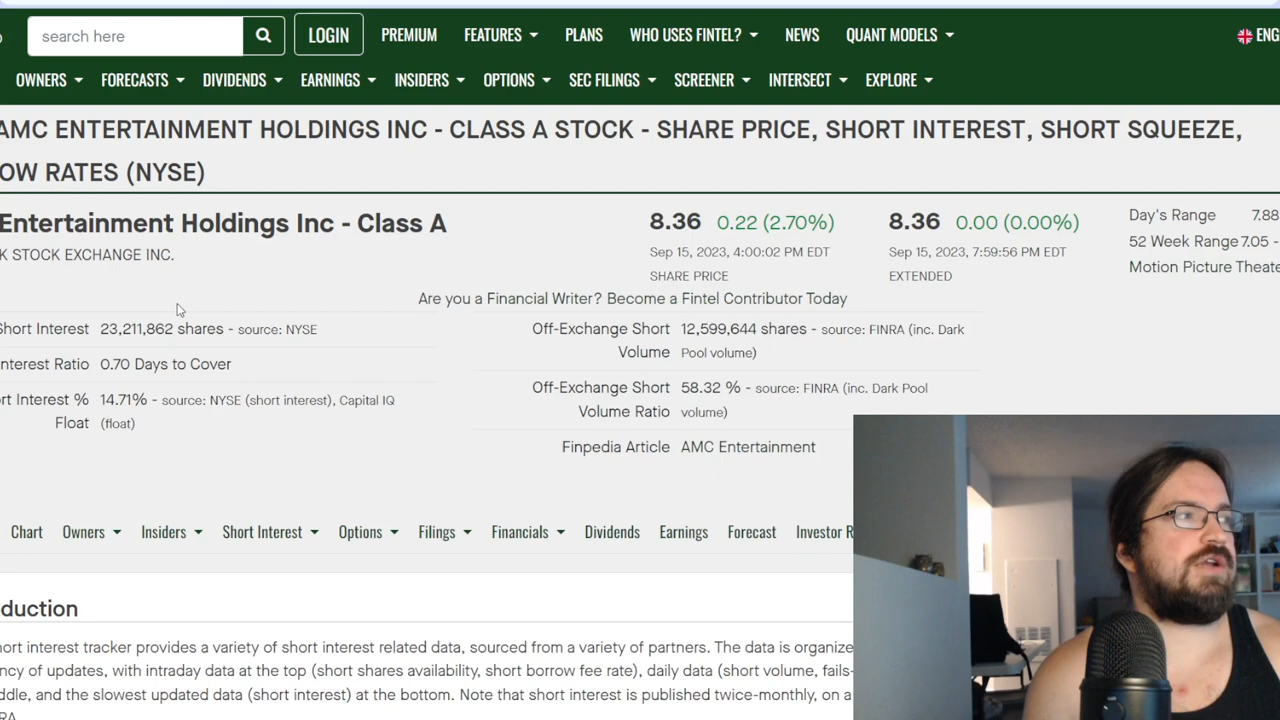 search here
LOGIN
PREMIUM
FEATURES
PLANS
WHO USES FINTEL?
NEWS
QUANT MODELS
ENG
OWNERS
FORECASTS
DIVIDENDS
EARNINGS
INSIDERS
OPTIONS
SEC FILINGS
SCREENER
INTERSECT
EXPLORE
AMC ENTERTAINMENT HOLDINGS INC - CLASS A STOCK - SHARE PRICE, SHORT INTEREST, SHORT SQUEEZE,
OW RATES (NYSE)
Entertainment Holdings Inc - Class A
K STOCK EXCHANGE INC.
8.36 0.22 (2.70%)
Sep 15, 2023, 4:00:02 PM EDT
SHARE PRICE
8.36 0.00 (0.00%)
Sep 15, 2023, 7:59:56 PM EDT
EXTENDED
Day's Range 7.88
52 Week Range 7.05 -
Motion Picture Theate
Are you a Financial Writer? Become a Fintel Contributor Today
Short Interest 23,211,862 shares - source: NYSE
nterest Ratio 0.70 Days to Cover
rt Interest % 14.71% - source: NYSE (short interest), Capital IQ
Float (float)
Off-Exchange Short 12,599,644 shares - source: FINRA (inc. Dark
Volume Pool volume)
Off-Exchange Short 58.32 % - source: FINRA (inc. Dark Pool
Volume Ratio volume)
Finpedia Article AMC Entertainment
Chart
Owners
Insiders
Short Interest
Options
Filings
Financials
Dividends
Earnings
Forecast
Investor R
duction
ort interest tracker provides a variety of short interest related data, sourced from a variety of partners. The data is organize
ncy of updates, with intraday data at the top (short shares availability, short borrow fee rate), daily data (short volume, fails-
ddle, and the slowest updated data (short interest) at the bottom. Note that short interest is published twice-monthly, on a
RA.